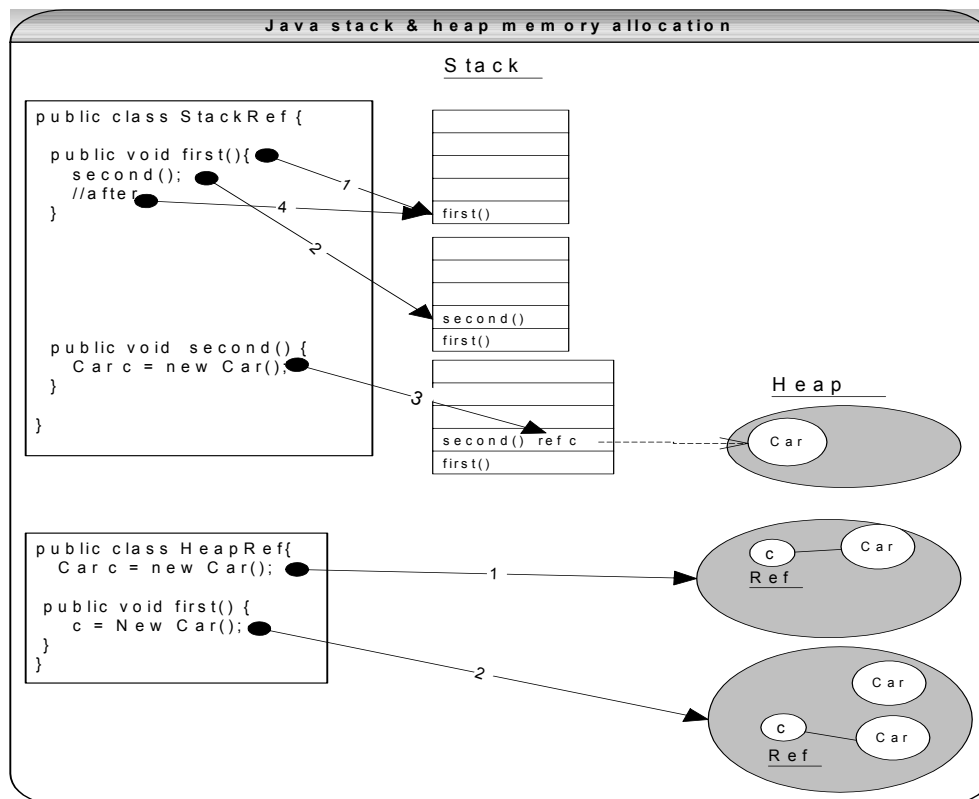 Java stack & heap memory allocation
Stack
public class StackRef {
public void first(){
second();
//after
}
public void second() {
Car c = new Car();
}
}
1
4
2
3
first()
second()
first()
second() ref c
first()
Heap
Car
public class HeapRef{
Car c = new Car();
public void first() {
c = New Car();
}
}
1
2
c
Car
Ref
Car
c
Car
Ref